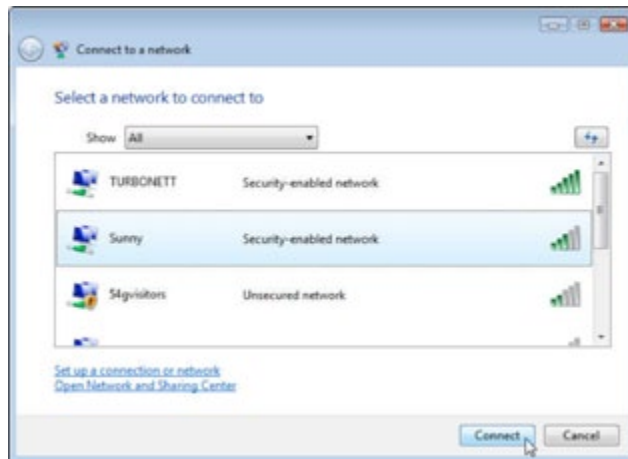 Connect to a network
Select a network to connect to
Show All
TURBONETT Security-enabled network
Sunny Security-enabled network
54gvisitors Unsecured network
Set up a connection or network
Open Network and Sharing Center
Connect Cancel